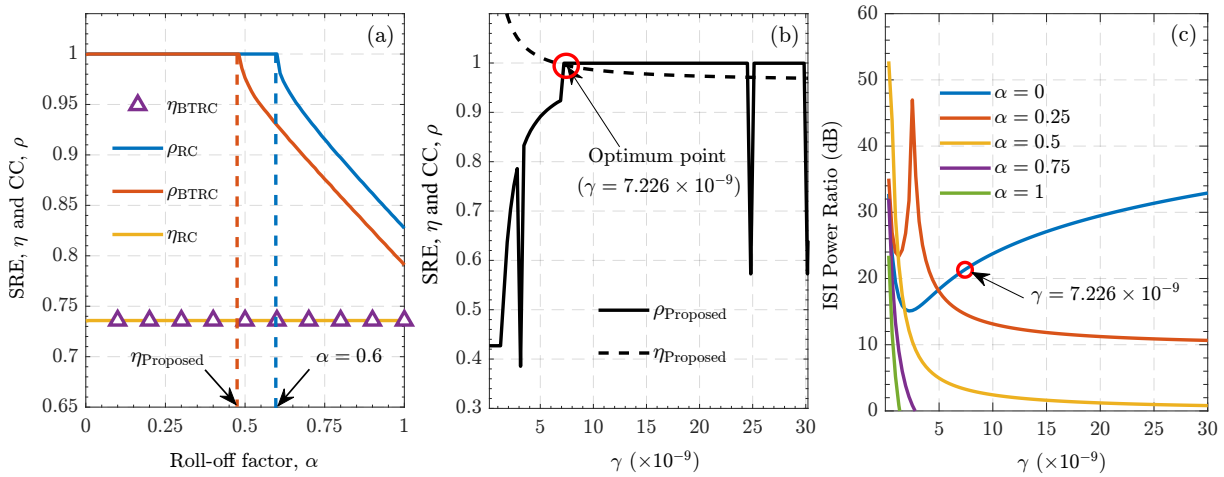 (a)
SRE, η and CC, ρ
1
0.95
0.9
0.85
0.8
0.75
0.7
0.65
η_BTRC
ρ_RC
ρ_BTRC
η_RC
η_Proposed
α = 0.6
0
0.25
0.5
0.75
1
Roll-off factor, α
(b)
SRE, η and CC, ρ
1
0.9
0.8
0.7
0.6
0.5
0.4
0.3
Optimum point
(γ = 7.226 × 10⁻⁹)
ρ_Proposed
η_Proposed
5
10
15
20
25
30
γ (×10⁻⁹)
(c)
ISI Power Ratio (dB)
60
50
40
30
20
10
0
α = 0
α = 0.25
α = 0.5
α = 0.75
α = 1
γ = 7.226 × 10⁻⁹
5
10
15
20
25
30
γ (×10⁻⁹)